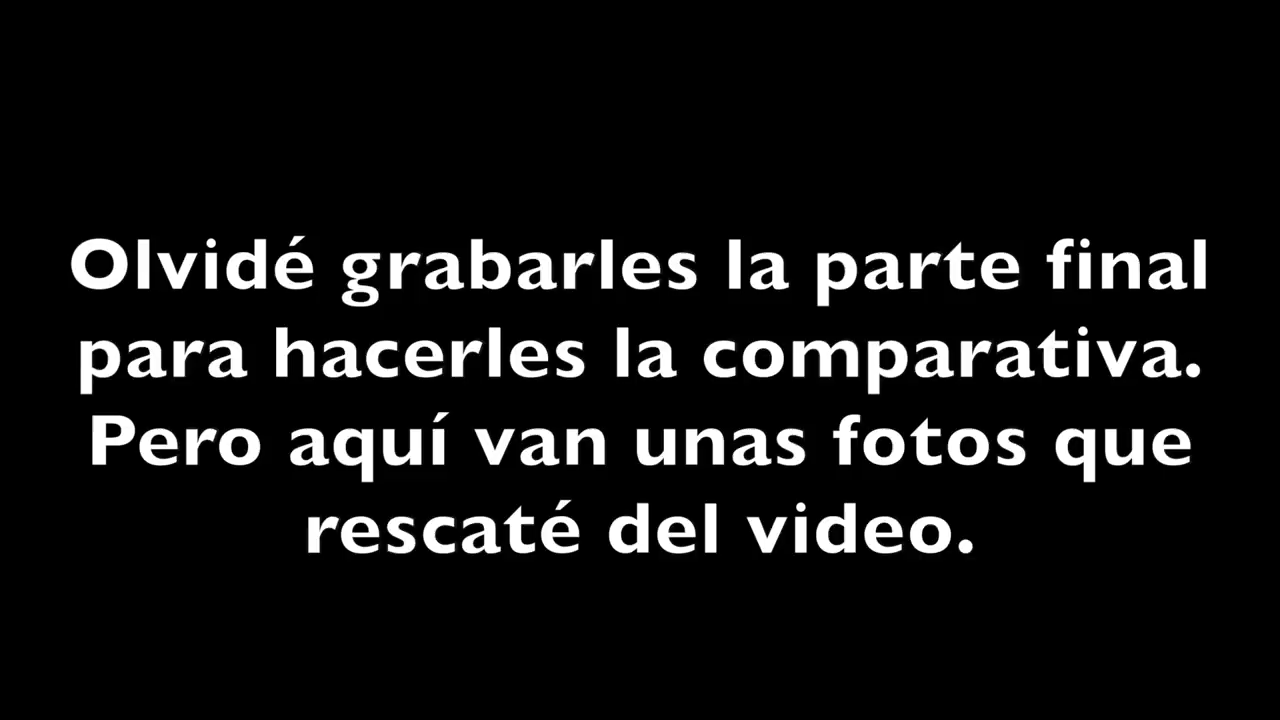 Olvidé grabarles la parte final
para hacerles la comparativa.
Pero aquí van unas fotos que
rescaté del video.